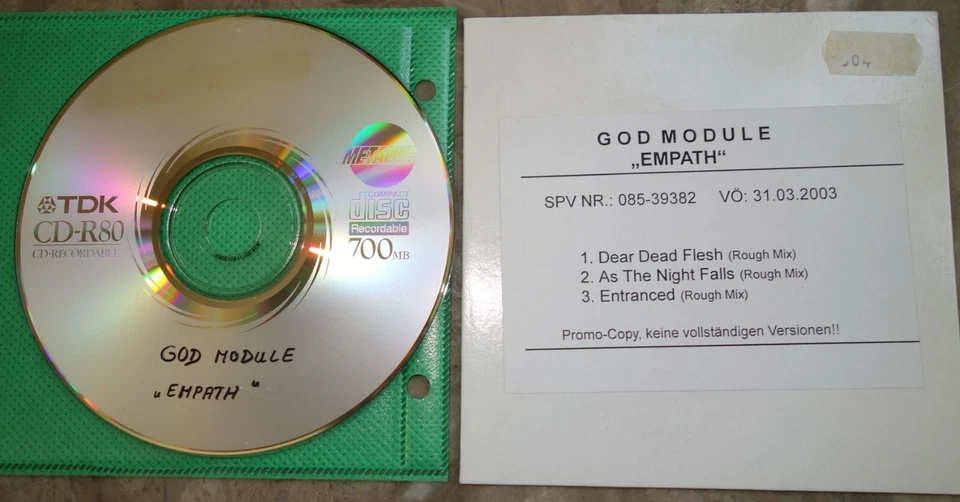 TDK
CD-R80
CD-RECORDABLE
COMPACT
disc
Recordable
700MB
GOD MODULE
„EMPATH"
GOD MODULE
„EMPATH“
SPV NR.: 085-39382 VÖ: 31.03.2003
1. Dear Dead Flesh (Rough Mix)
2. As The Night Falls (Rough Mix)
3. Entranced (Rough Mix)
Promo-Copy, keine vollständigen Versionen!!